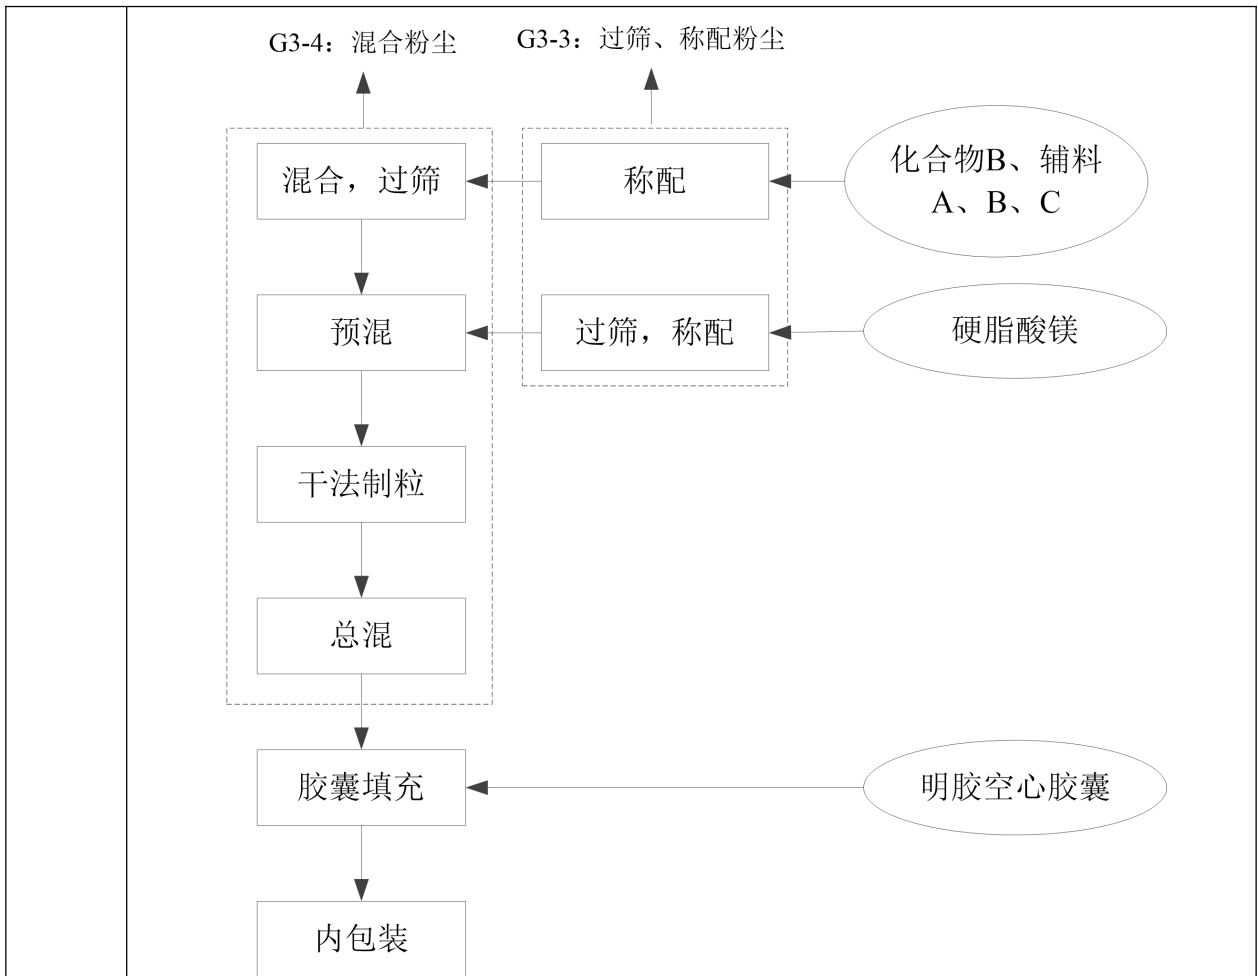 G3-4：混合粉尘
G3-3：过筛、称配粉尘
混合，过筛
称配
化合物B、辅料
A、B、C
预混
过筛，称配
硬脂酸镁
干法制粒
总混
胶囊填充
明胶空心胶囊
内包装